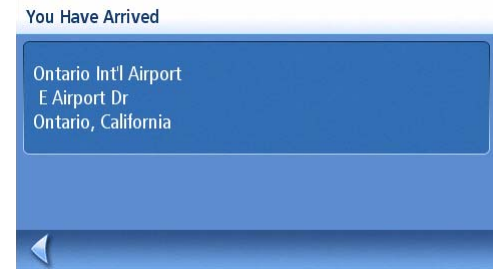 You Have Arrived
Ontario Int'l Airport
E Airport Dr
Ontario, California